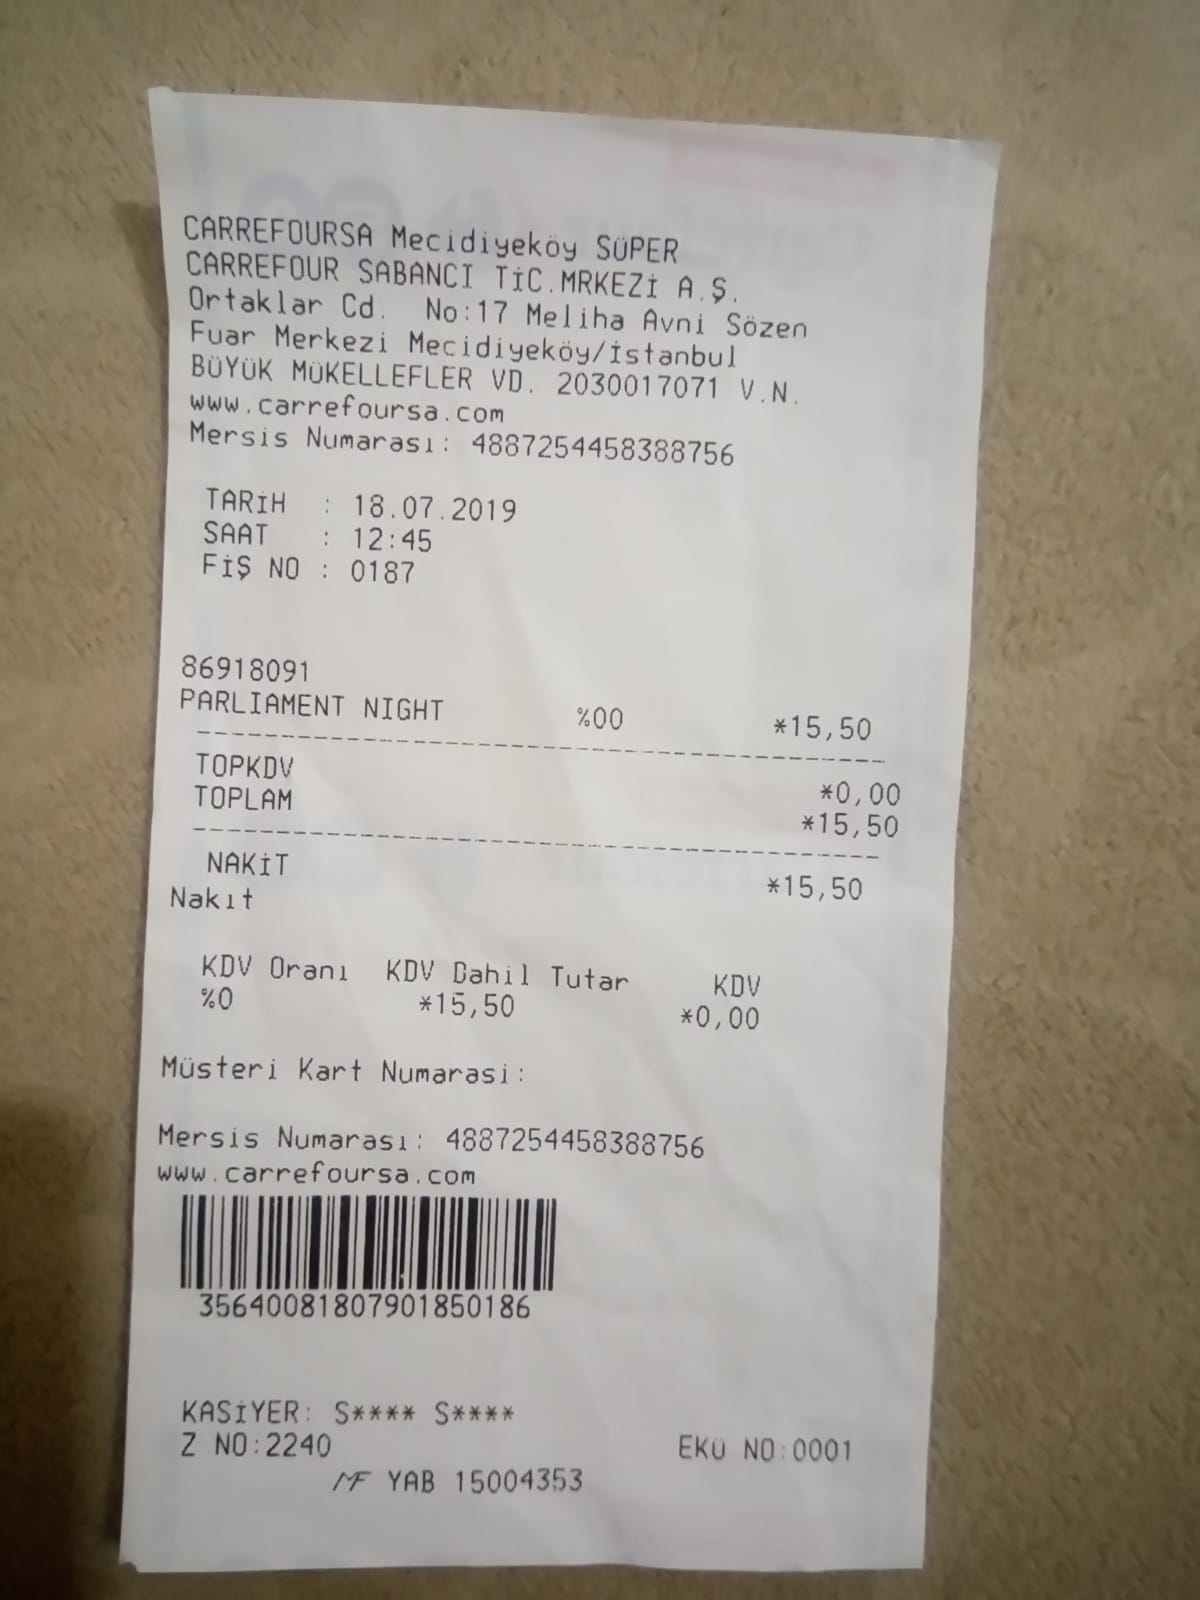 CARREFOURSA Mecidiyeköy SÜPER
CARREFOUR SABANCI TİC.MRKEZİ A.Ş.
Ortaklar Cd. No:17 Meliha Avni Sözen
Fuar Merkezi Mecidiyeköy/İstanbul
BÜYÜK MÜKELLEFLER VD. 2030017071 V.N.
www.carrefoursa.com
Mersis Numarası: 4887254458388756
TARİH : 18.07.2019
SAAT : 12:45
FİŞ NO : 0187
86918091
PARLIAMENT NIGHT %00 *15,50
TOPKDV *0,00
TOPLAM *15,50
NAKİT *15,50
Nakıt
KDV Oranı KDV Dahil Tutar KDV
%0 *15,50 *0,00
Müsteri Kart Numarasi:
Mersis Numarası: 4887254458388756
www.carrefoursa.com
35640081807901850186
KASİYER: S**** S****
Z NO:2240 EKÜ NO:0001
MF YAB 15004353